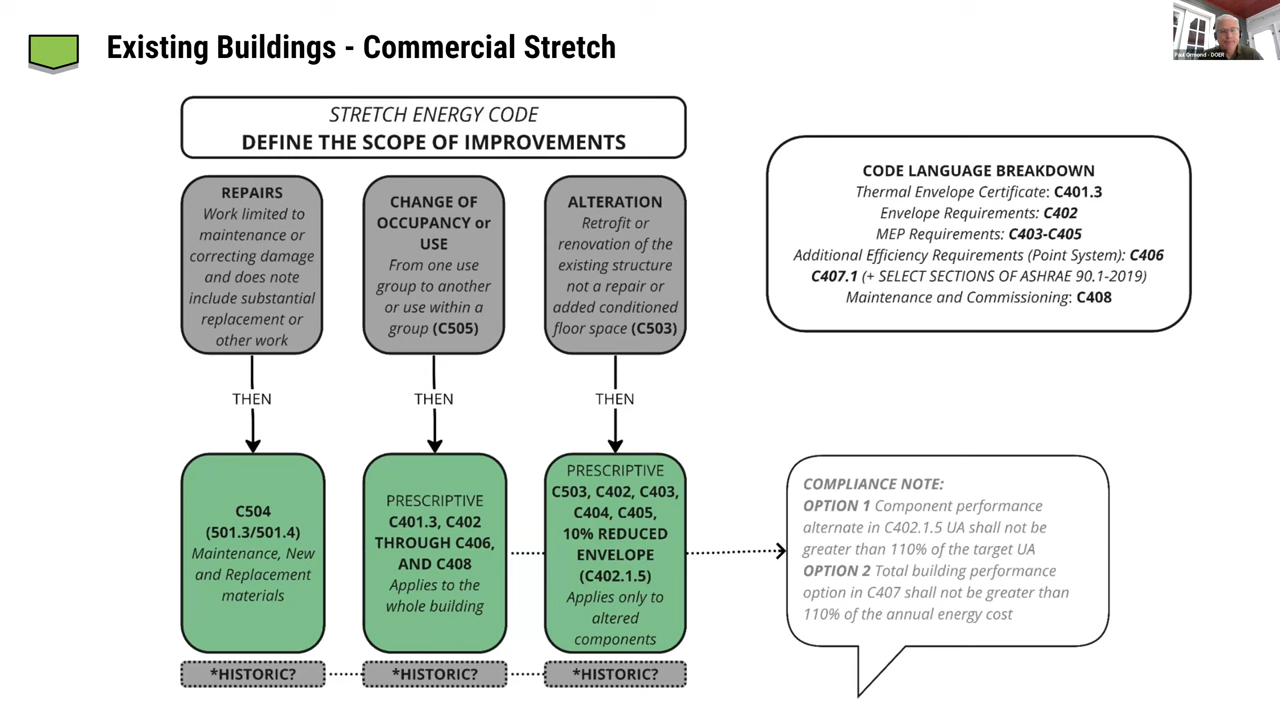 Existing Buildings - Commercial Stretch
Paul Ormond - DOER
STRETCH ENERGY CODE
DEFINE THE SCOPE OF IMPROVEMENTS
REPAIRS
Work limited to
maintenance or
correcting damage
and does note
include substantial
replacement or
other work
CHANGE OF
OCCUPANCY or
USE
From one use
group to another
or use within a
group (C505)
ALTERATION
Retrofit or
renovation of the
existing structure
not a repair or
added conditioned
floor space (C503)
CODE LANGUAGE BREAKDOWN
Thermal Envelope Certificate: C401.3
Envelope Requirements: C402
MEP Requirements: C403-C405
Additional Efficiency Requirements (Point System): C406
C407.1 (+ SELECT SECTIONS OF ASHRAE 90.1-2019)
Maintenance and Commissioning: C408
THEN
THEN
THEN
C504
(501.3/501.4)
Maintenance, New
and Replacement
materials
PRESCRIPTIVE
C401.3, C402
THROUGH C406,
AND C408
Applies to the
whole building
PRESCRIPTIVE
C503, C402, C403,
C404, C405,
10% REDUCED
ENVELOPE
(C402.1.5)
Applies only to
altered
components
COMPLIANCE NOTE:
OPTION 1 Component performance
alternate in C402.1.5 UA shall not be
greater than 110% of the target UA
OPTION 2 Total building performance
option in C407 shall not be greater than
110% of the annual energy cost
*HISTORIC?
*HISTORIC?
*HISTORIC?